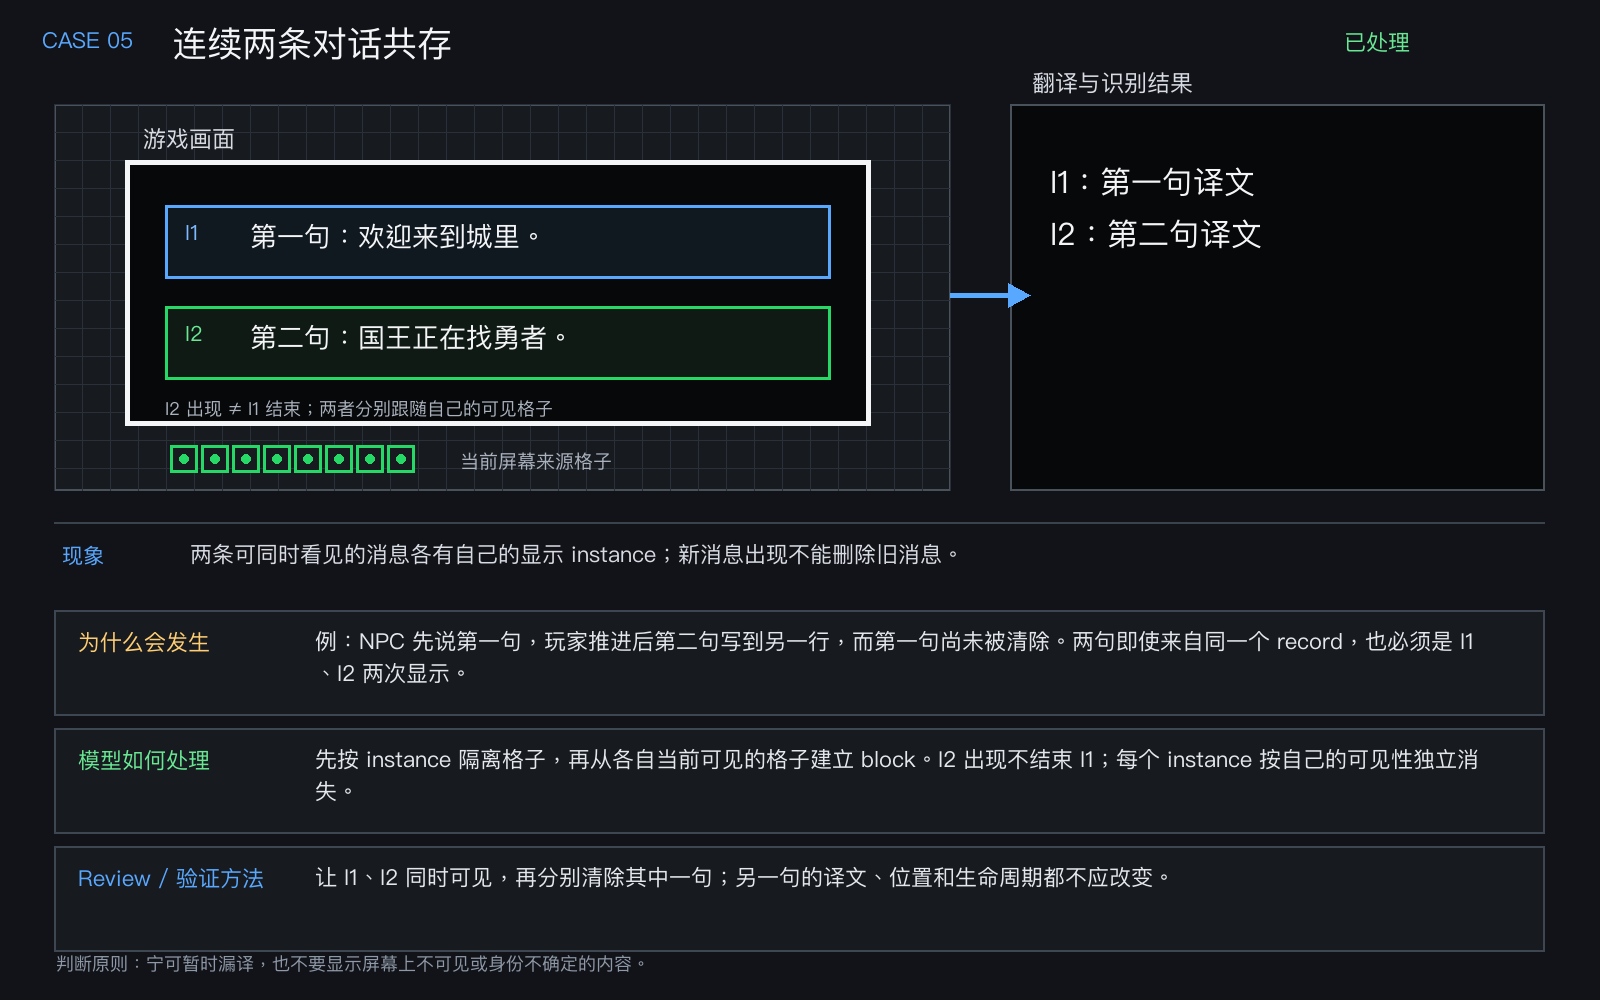 CASE 05
连续两条对话共存
已处理
翻译与识别结果
游戏画面
I1
第一句：欢迎来到城里。
I2
第二句：国王正在找勇者。
I2 出现 ≠ I1 结束；两者分别跟随自己的可见格子
当前屏幕来源格子
I1：第一句译文
I2：第二句译文
现象
两条可同时看见的消息各有自己的显示 instance；新消息出现不能删除旧消息。
为什么会发生
例：NPC 先说第一句，玩家推进后第二句写到另一行，而第一句尚未被清除。两句即使来自同一个 record，也必须是 I1
、I2 两次显示。
模型如何处理
先按 instance 隔离格子，再从各自当前可见的格子建立 block。I2 出现不结束 I1；每个 instance 按自己的可见性独立消
失。
Review / 验证方法
让 I1、I2 同时可见，再分别清除其中一句；另一句的译文、位置和生命周期都不应改变。
判断原则：宁可暂时漏译，也不要显示屏幕上不可见或身份不确定的内容。